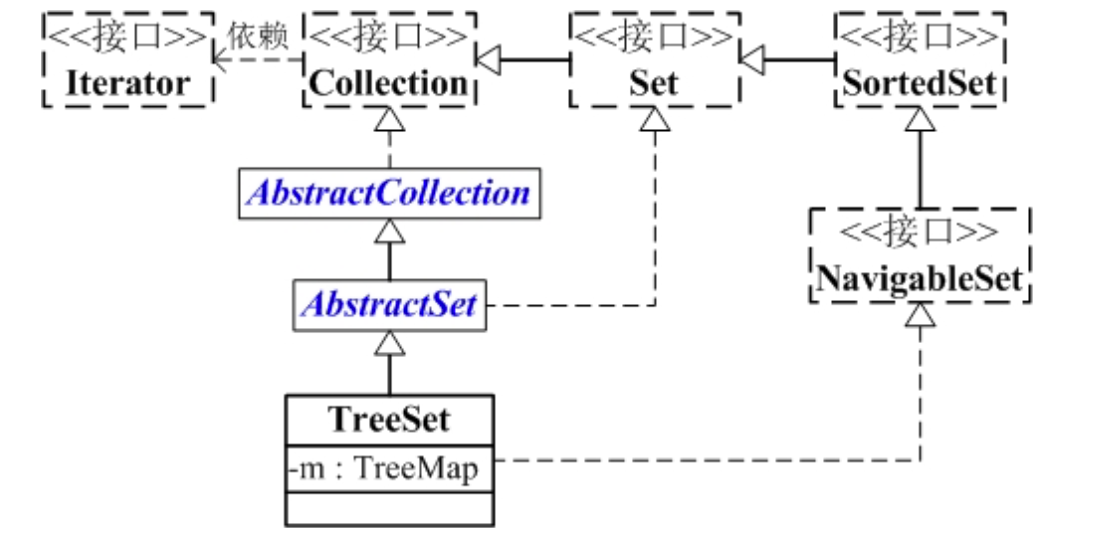 <<接口>> 依赖 <<接口>> <<接口>> <<接口>>
Iterator Collection Set SortedSet
AbstractCollection
<<接口>>
NavigableSet
AbstractSet
TreeSet
-m : TreeMap